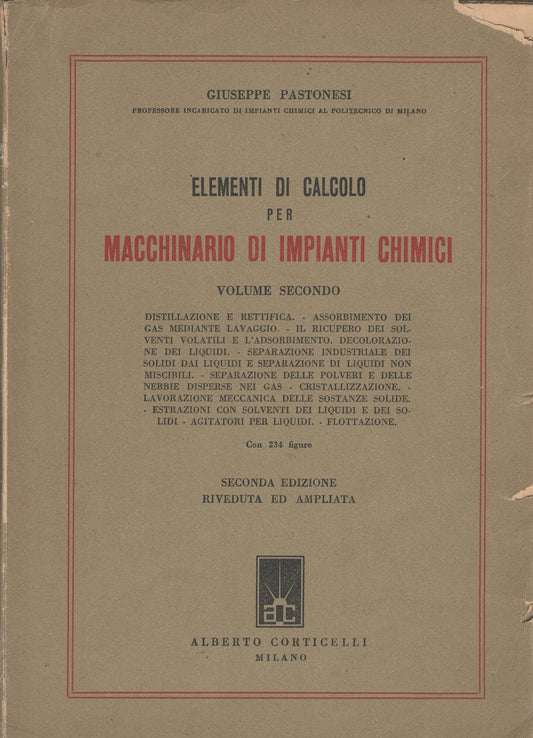 GIUSEPPE PASTONESI
PROFESSORE INCARICATO DI IMPIANTI CHIMICI AL POLITECNICO DI MILANO
ELEMENTI DI CALCOLO
PER
MACCHINARIO DI IMPIANTI CHIMICI
VOLUME SECONDO
DISTILLAZIONE E RETTIFICA. - ASSORBIMENTO DEI
GAS MEDIANTE LAVAGGIO. - IL RICUPERO DEI SOL-
VENTI VOLATILI E L'ADSORBIMENTO. DECOLORAZIO-
NE DEI LIQUIDI. - SEPARAZIONE INDUSTRIALE DEI
SOLIDI DAI LIQUIDI E SEPARAZIONE DI LIQUIDI NON
MISCIBILI. - SEPARAZIONE DELLE POLVERI E DELLE
NEBBIE DISPERSE NEI GAS - CRISTALLIZZAZIONE. -
LAVORAZIONE MECCANICA DELLE SOSTANZE SOLIDE.
- ESTRAZIONI CON SOLVENTI DEI LIQUIDI E DEI SO-
LIDI - AGITATORI PER LIQUIDI. - FLOTTAZIONE.
Con 234 figure
SECONDA EDIZIONE
RIVEDUTA ED AMPLIATA
ac
ALBERTO CORTICELLI
MILANO